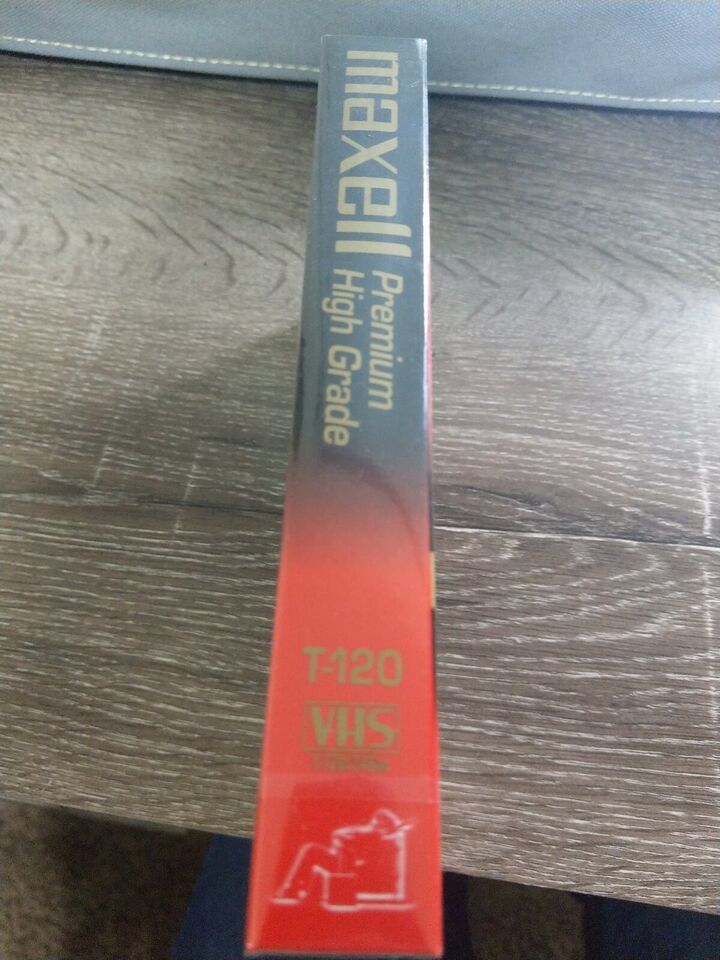 maxell
Premium
High Grade
T-120
VHS